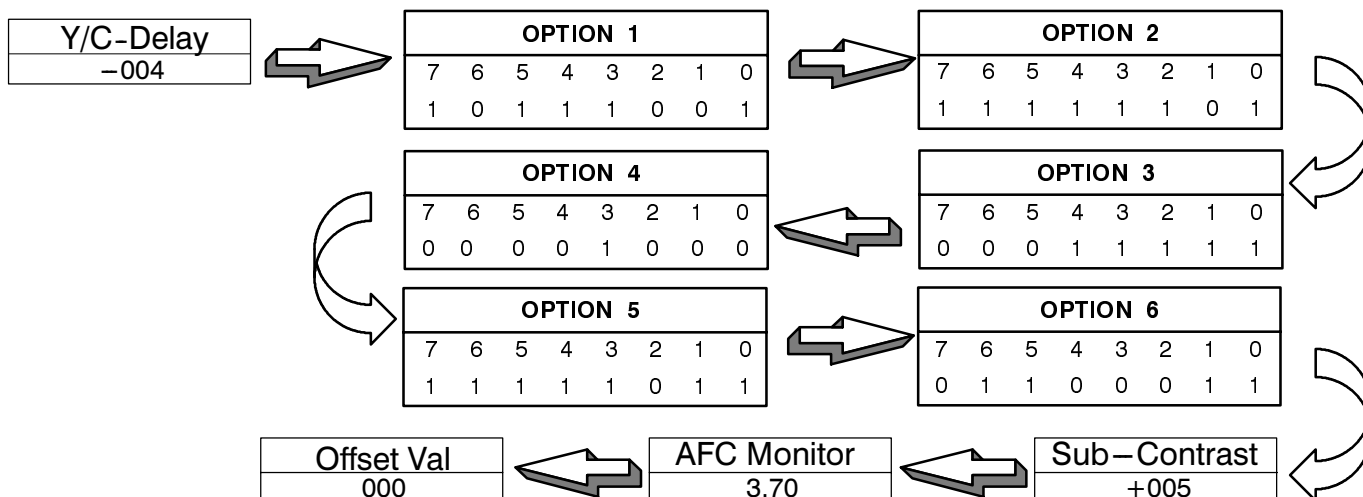 Y/C-Delay
−004
OPTION 1
7 6 5 4 3 2 1 0
1 0 1 1 1 0 0 1
OPTION 2
7 6 5 4 3 2 1 0
1 1 1 1 1 1 0 1
OPTION 4
7 6 5 4 3 2 1 0
0 0 0 0 1 0 0 0
OPTION 3
7 6 5 4 3 2 1 0
0 0 0 1 1 1 1 1
OPTION 5
7 6 5 4 3 2 1 0
1 1 1 1 1 0 1 1
OPTION 6
7 6 5 4 3 2 1 0
0 1 1 0 0 0 1 1
Offset Val
000
AFC Monitor
3.70
Sub−Contrast
+005